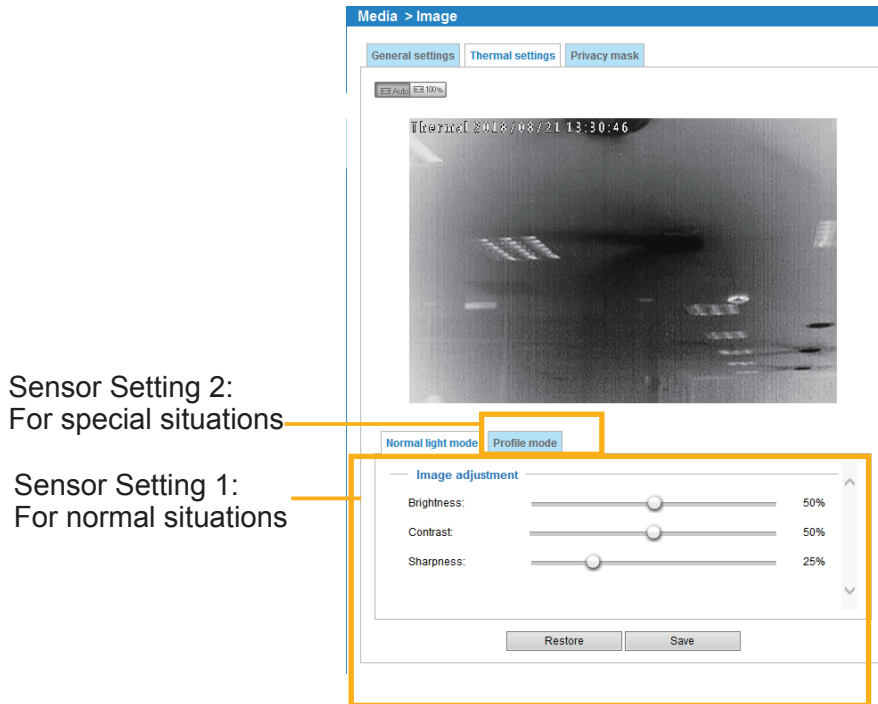 Media > Image
General settings Thermal settings Privacy mask
Auto 100%
Thermal 2018/08/21 13:30:46
Sensor Setting 2:
For special situations
Normal light mode Profile mode
Sensor Setting 1:
For normal situations
Image adjustment
Brightness: 50%
Contrast: 50%
Sharpness: 25%
Restore Save